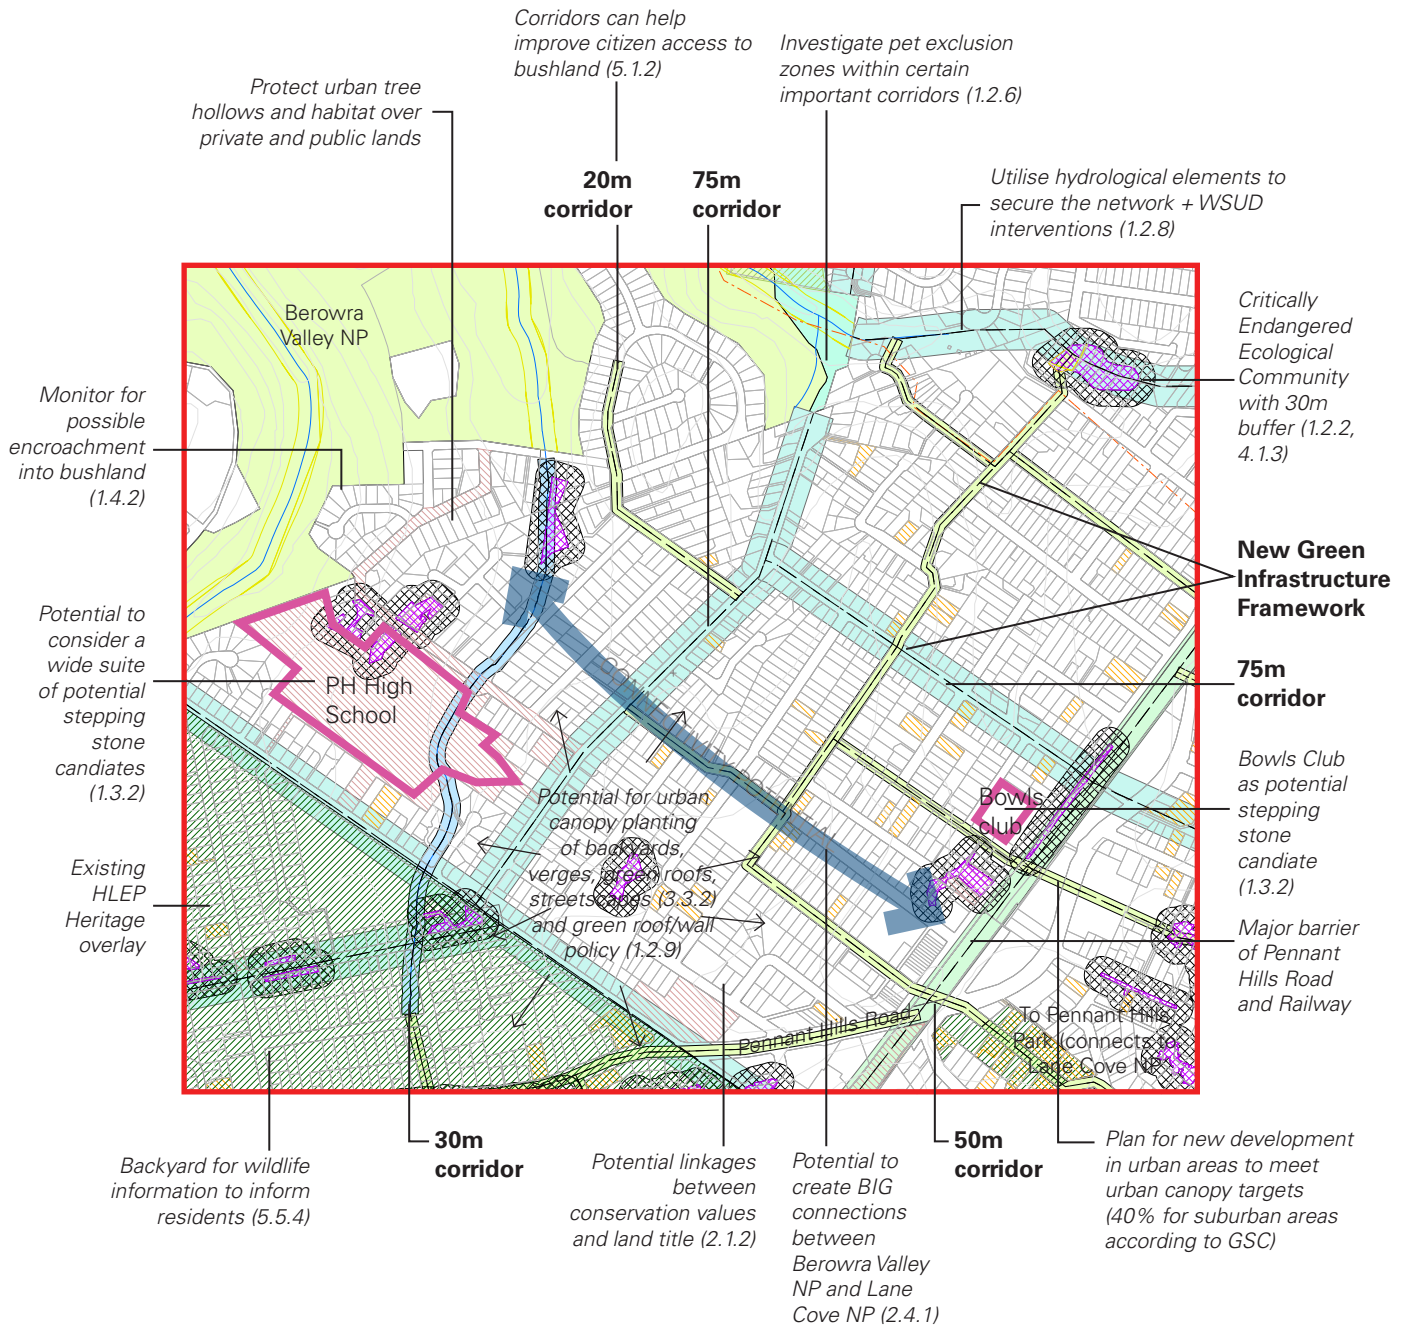 Corridors can help
improve citizen access to
bushland (5.1.2)
Investigate pet exclusion
zones within certain
important corridors (1.2.6)
Protect urban tree
hollows and habitat over
private and public lands
20m
corridor
75m
corridor
Utilise hydrological elements to
secure the network + WSUD
interventions (1.2.8)
Berowra
Valley NP
Critically
Endangered
Ecological
Community
with 30m
buffer (1.2.2,
4.1.3)
Monitor for
possible
encroachment
into bushland
(1.4.2)
New Green
Infrastructure
Framework
Potential to
consider a
wide suite
of potential
stepping
stone
candiates
(1.3.2)
PH High
School
75m
corridor
Bowls Club
as potential
stepping
stone
candiate
(1.3.2)
Bowls
club
Potential for urban
canopy planting
of backyards,
verges, green roofs,
streetscapes (3.3.2)
and green roof/wall
policy (1.2.9)
Existing
HLEP
Heritage
overlay
Major barrier
of Pennant
Hills Road
and Railway
Pennant Hills Road
To Pennant Hills
Park (connects to
Lane Cove NP
30m
corridor
50m
corridor
Backyard for wildlife
information to inform
residents (5.5.4)
Potential linkages
between
conservation values
and land title (2.1.2)
Potential to
create BIG
connections
between
Berowra Valley
NP and Lane
Cove NP (2.4.1)
Plan for new development
in urban areas to meet
urban canopy targets
(40% for suburban areas
according to GSC)